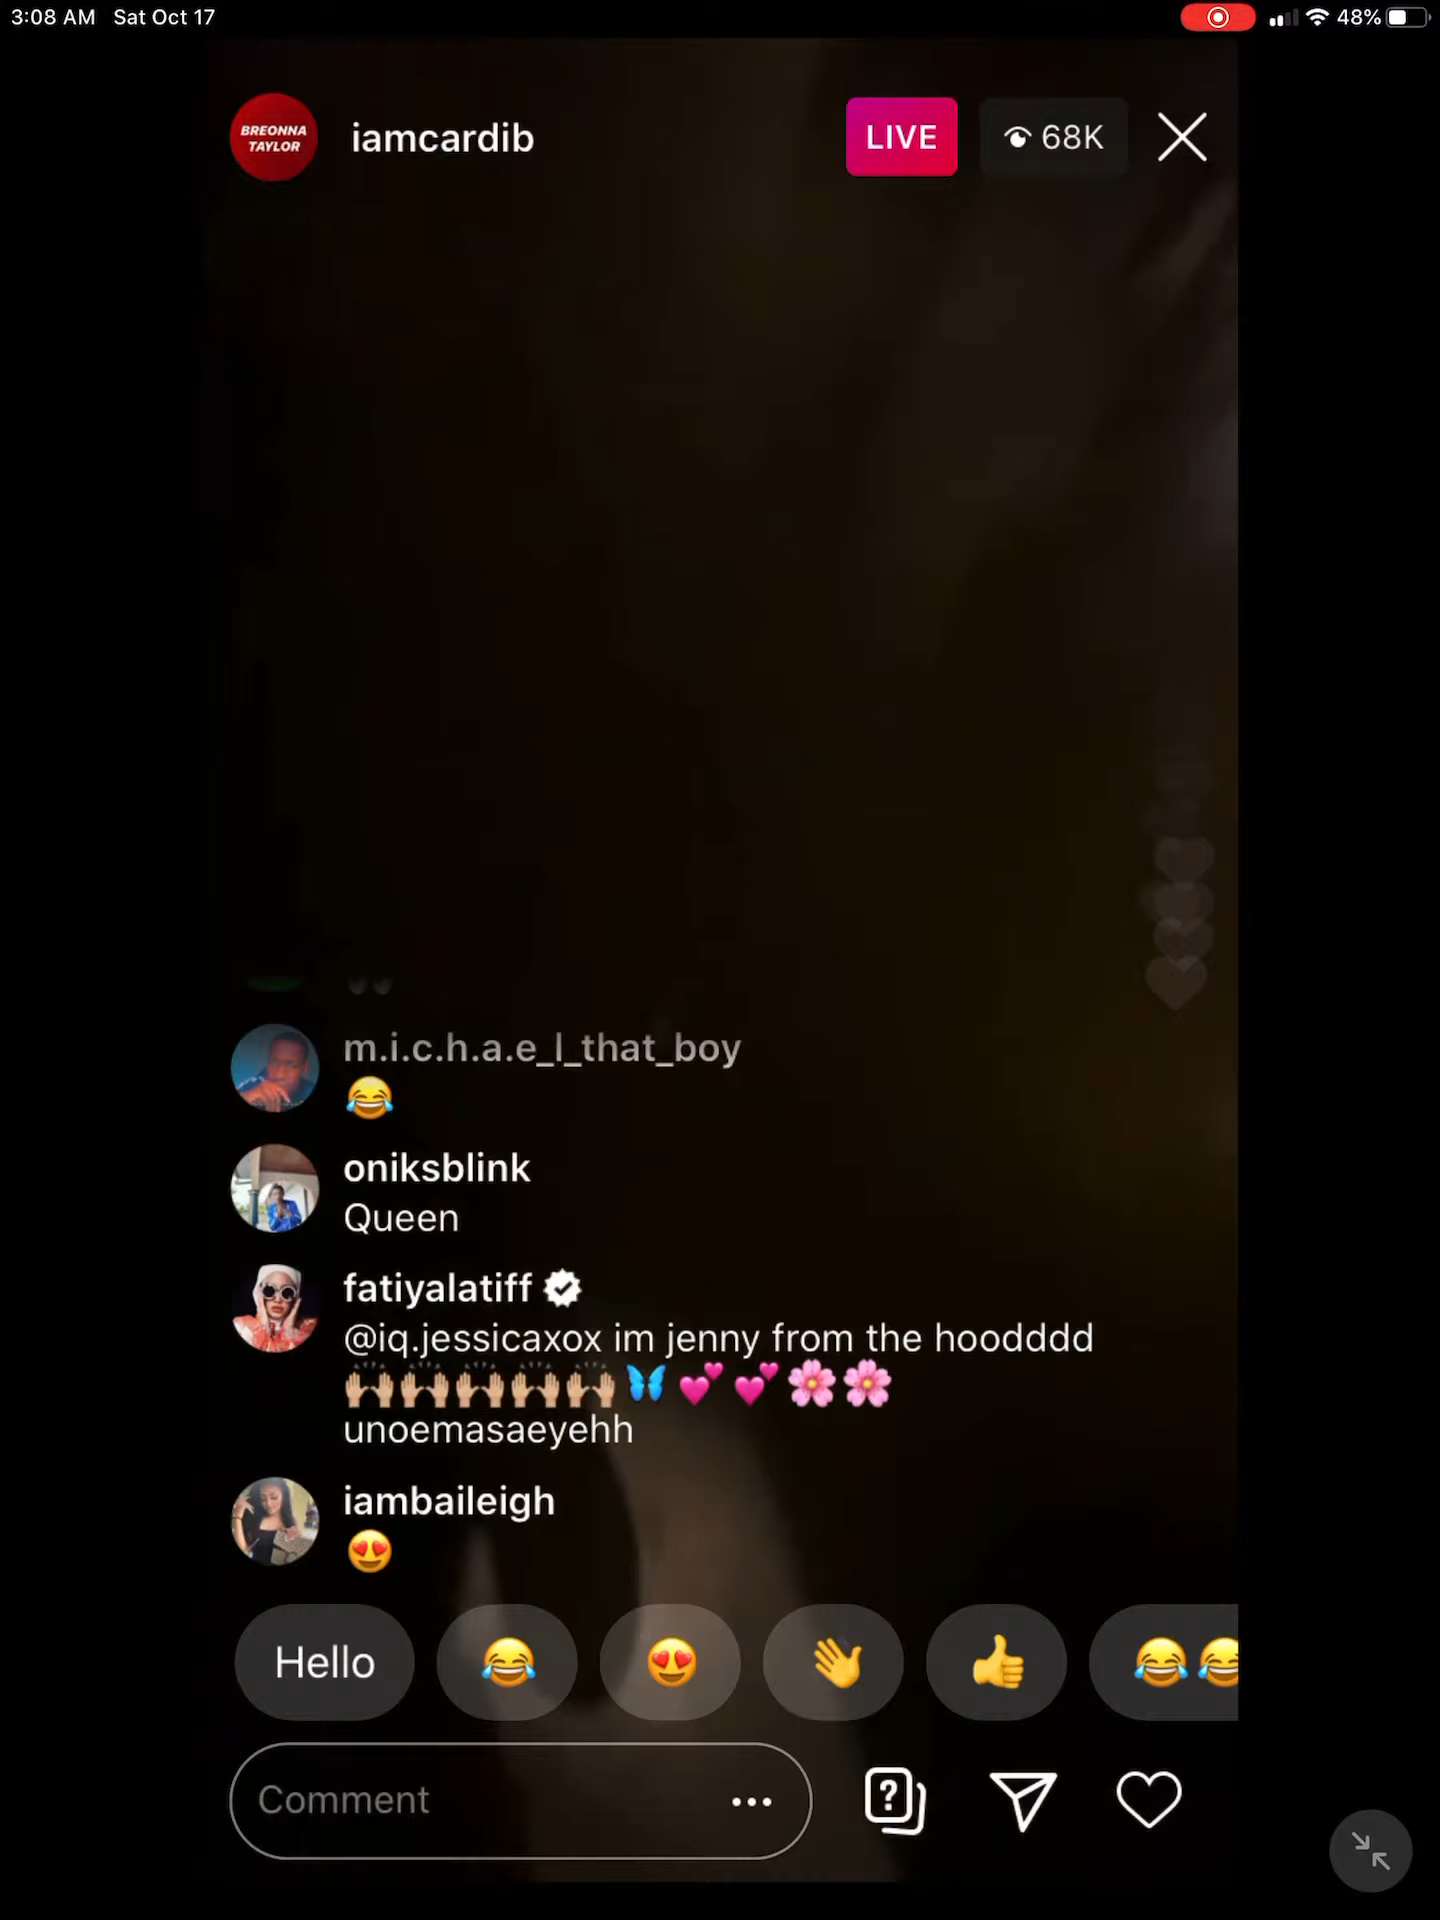 3:08 AM Sat Oct 17
48%
BREONNA
TAYLOR
iamcardib
LIVE
68K
m.i.c.h.a.e_l_that_boy
😂
oniksblink
Queen
fatiyalatiff
@iq.jessicaxox im jenny from the hoodddd
🙌🏼🙌🏼🙌🏼🙌🏼🙌🏼🦋💕💕🌸🌸
unoemasaeyehh
iambaileigh
😍
Hello 😂 😍 👋 👍 😂😂
Comment